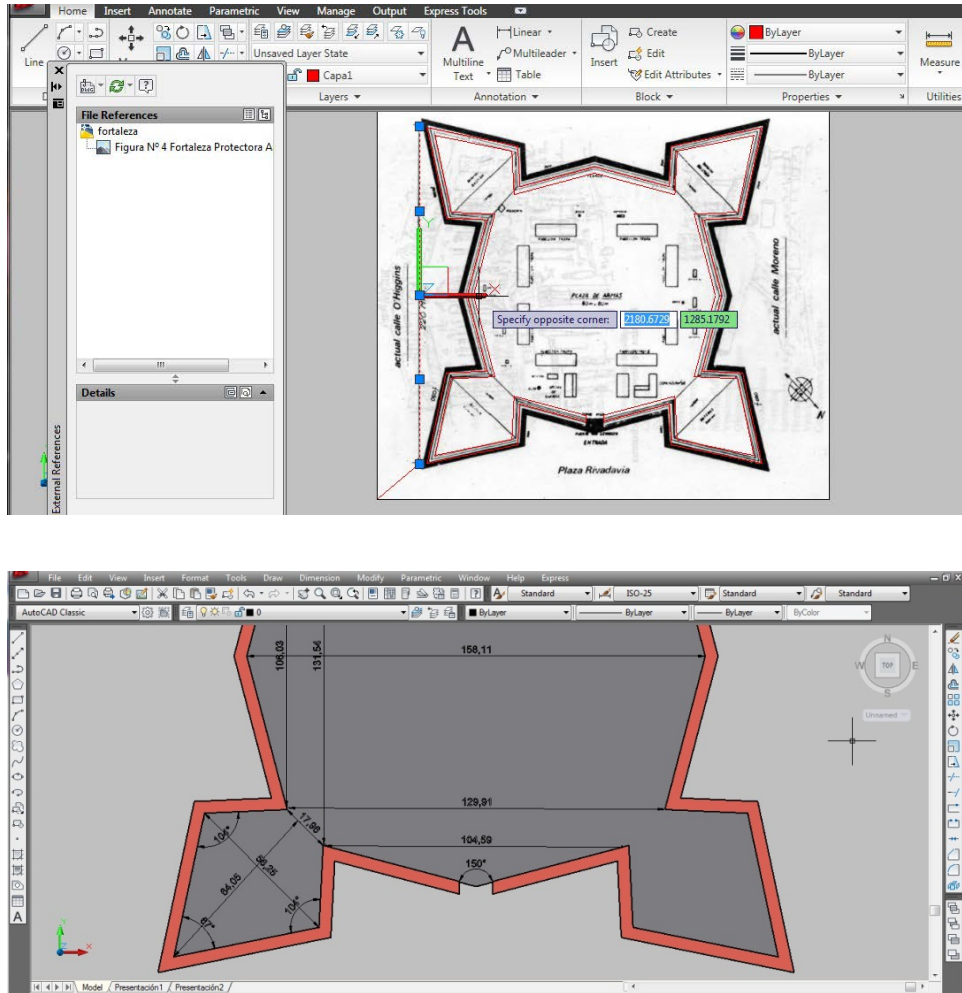 Home Insert Annotate Parametric View Manage Output Express Tools
Line
Unsaved Layer State
Capa1
Layers
Multiline Text
Linear
Multileader
Table
Annotation
Insert
Create
Edit
Edit Attributes
Block
ByLayer
ByLayer
ByLayer
Properties
Measure
Utilities
File References
fortaleza
Figura Nº 4 Fortaleza Protectora A
Details
External References
actual calle O'Higgins
PLAZA DE ARMAS
Specify opposite corner: 2180.6729 1285.1792
actual calle Moreno
ENTRADA
Plaza Rivadavia
N
X
Y
File Edit View Insert Format Tools Draw Dimension Modify Parametric Window Help Express
Standard ISO-25 Standard Standard
AutoCAD Classic 0 ByLayer ByLayer ByLayer ByColor
106,03
131,54
158,11
N
W TOP E
S
Unnamed
129,91
17,96
104,59
150°
104°
56,25
84,05
104°
87°
Y
X
Model Presentación1 Presentación2